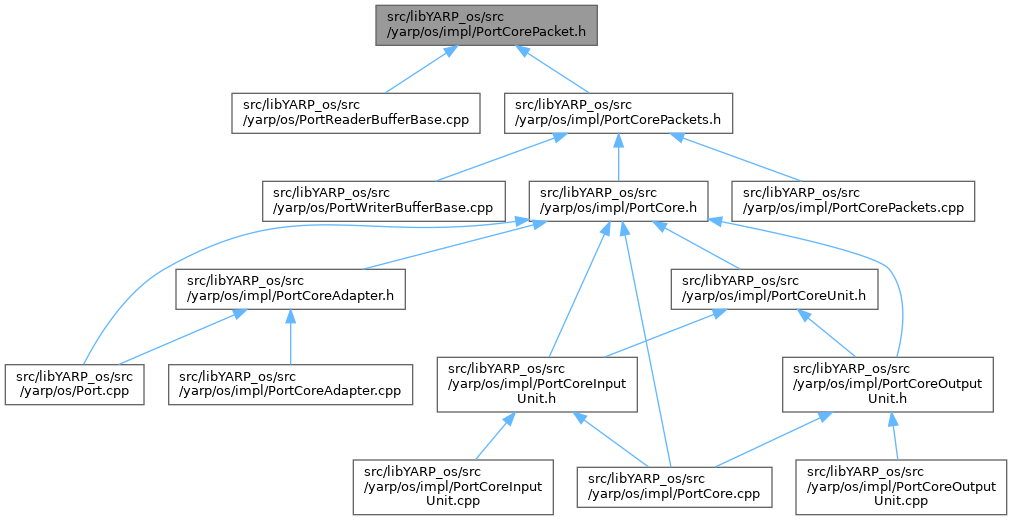 src/libYARP_os/src
/yarp/os/impl/PortCorePacket.h
src/libYARP_os/src
/yarp/os/PortReaderBufferBase.cpp
src/libYARP_os/src
/yarp/os/impl/PortCorePackets.h
src/libYARP_os/src
/yarp/os/PortWriterBufferBase.cpp
src/libYARP_os/src
/yarp/os/impl/PortCore.h
src/libYARP_os/src
/yarp/os/impl/PortCorePackets.cpp
src/libYARP_os/src
/yarp/os/impl/PortCoreAdapter.h
src/libYARP_os/src
/yarp/os/impl/PortCoreUnit.h
src/libYARP_os/src
/yarp/os/Port.cpp
src/libYARP_os/src
/yarp/os/impl/PortCoreAdapter.cpp
src/libYARP_os/src
/yarp/os/impl/PortCoreInput
Unit.h
src/libYARP_os/src
/yarp/os/impl/PortCoreOutput
Unit.h
src/libYARP_os/src
/yarp/os/impl/PortCoreInput
Unit.cpp
src/libYARP_os/src
/yarp/os/impl/PortCore.cpp
src/libYARP_os/src
/yarp/os/impl/PortCoreOutput
Unit.cpp